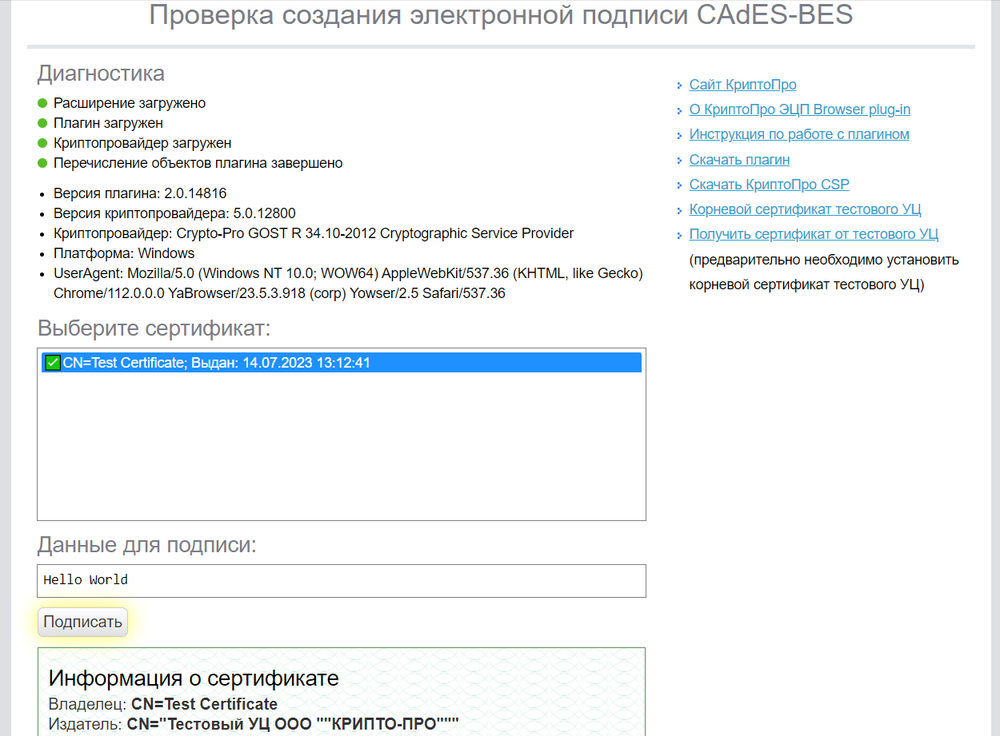 Проверка создания электронной подписи CAdES-BES
Диагностика
Расширение загружено
Плагин загружен
Криптопровайдер загружен
Перечисление объектов плагина завершено
Версия плагина: 2.0.14816
Версия криптопровайдера: 5.0.12800
Криптопровайдер: Crypto-Pro GOST R 34.10-2012 Cryptographic Service Provider
Платформа: Windows
UserAgent: Mozilla/5.0 (Windows NT 10.0; WOW64) AppleWebKit/537.36 (KHTML, like Gecko)
Chrome/112.0.0.0 YaBrowser/23.5.3.918 (corp) Yowser/2.5 Safari/537.36
Сайт КриптоПро
О КриптоПро ЭЦП Browser plug-in
Инструкция по работе с плагином
Скачать плагин
Скачать КриптоПро CSP
Корневой сертификат тестового УЦ
Получить сертификат от тестового УЦ
(предварительно необходимо установить
корневой сертификат тестового УЦ)
Выберите сертификат:
CN=Test Certificate; Выдан: 14.07.2023 13:12:41
Данные для подписи:
Hello World
Подписать
Информация о сертификате
Владелец: CN=Test Certificate
Издатель: CN="Тестовый УЦ ООО ""КРИПТО-ПРО"""